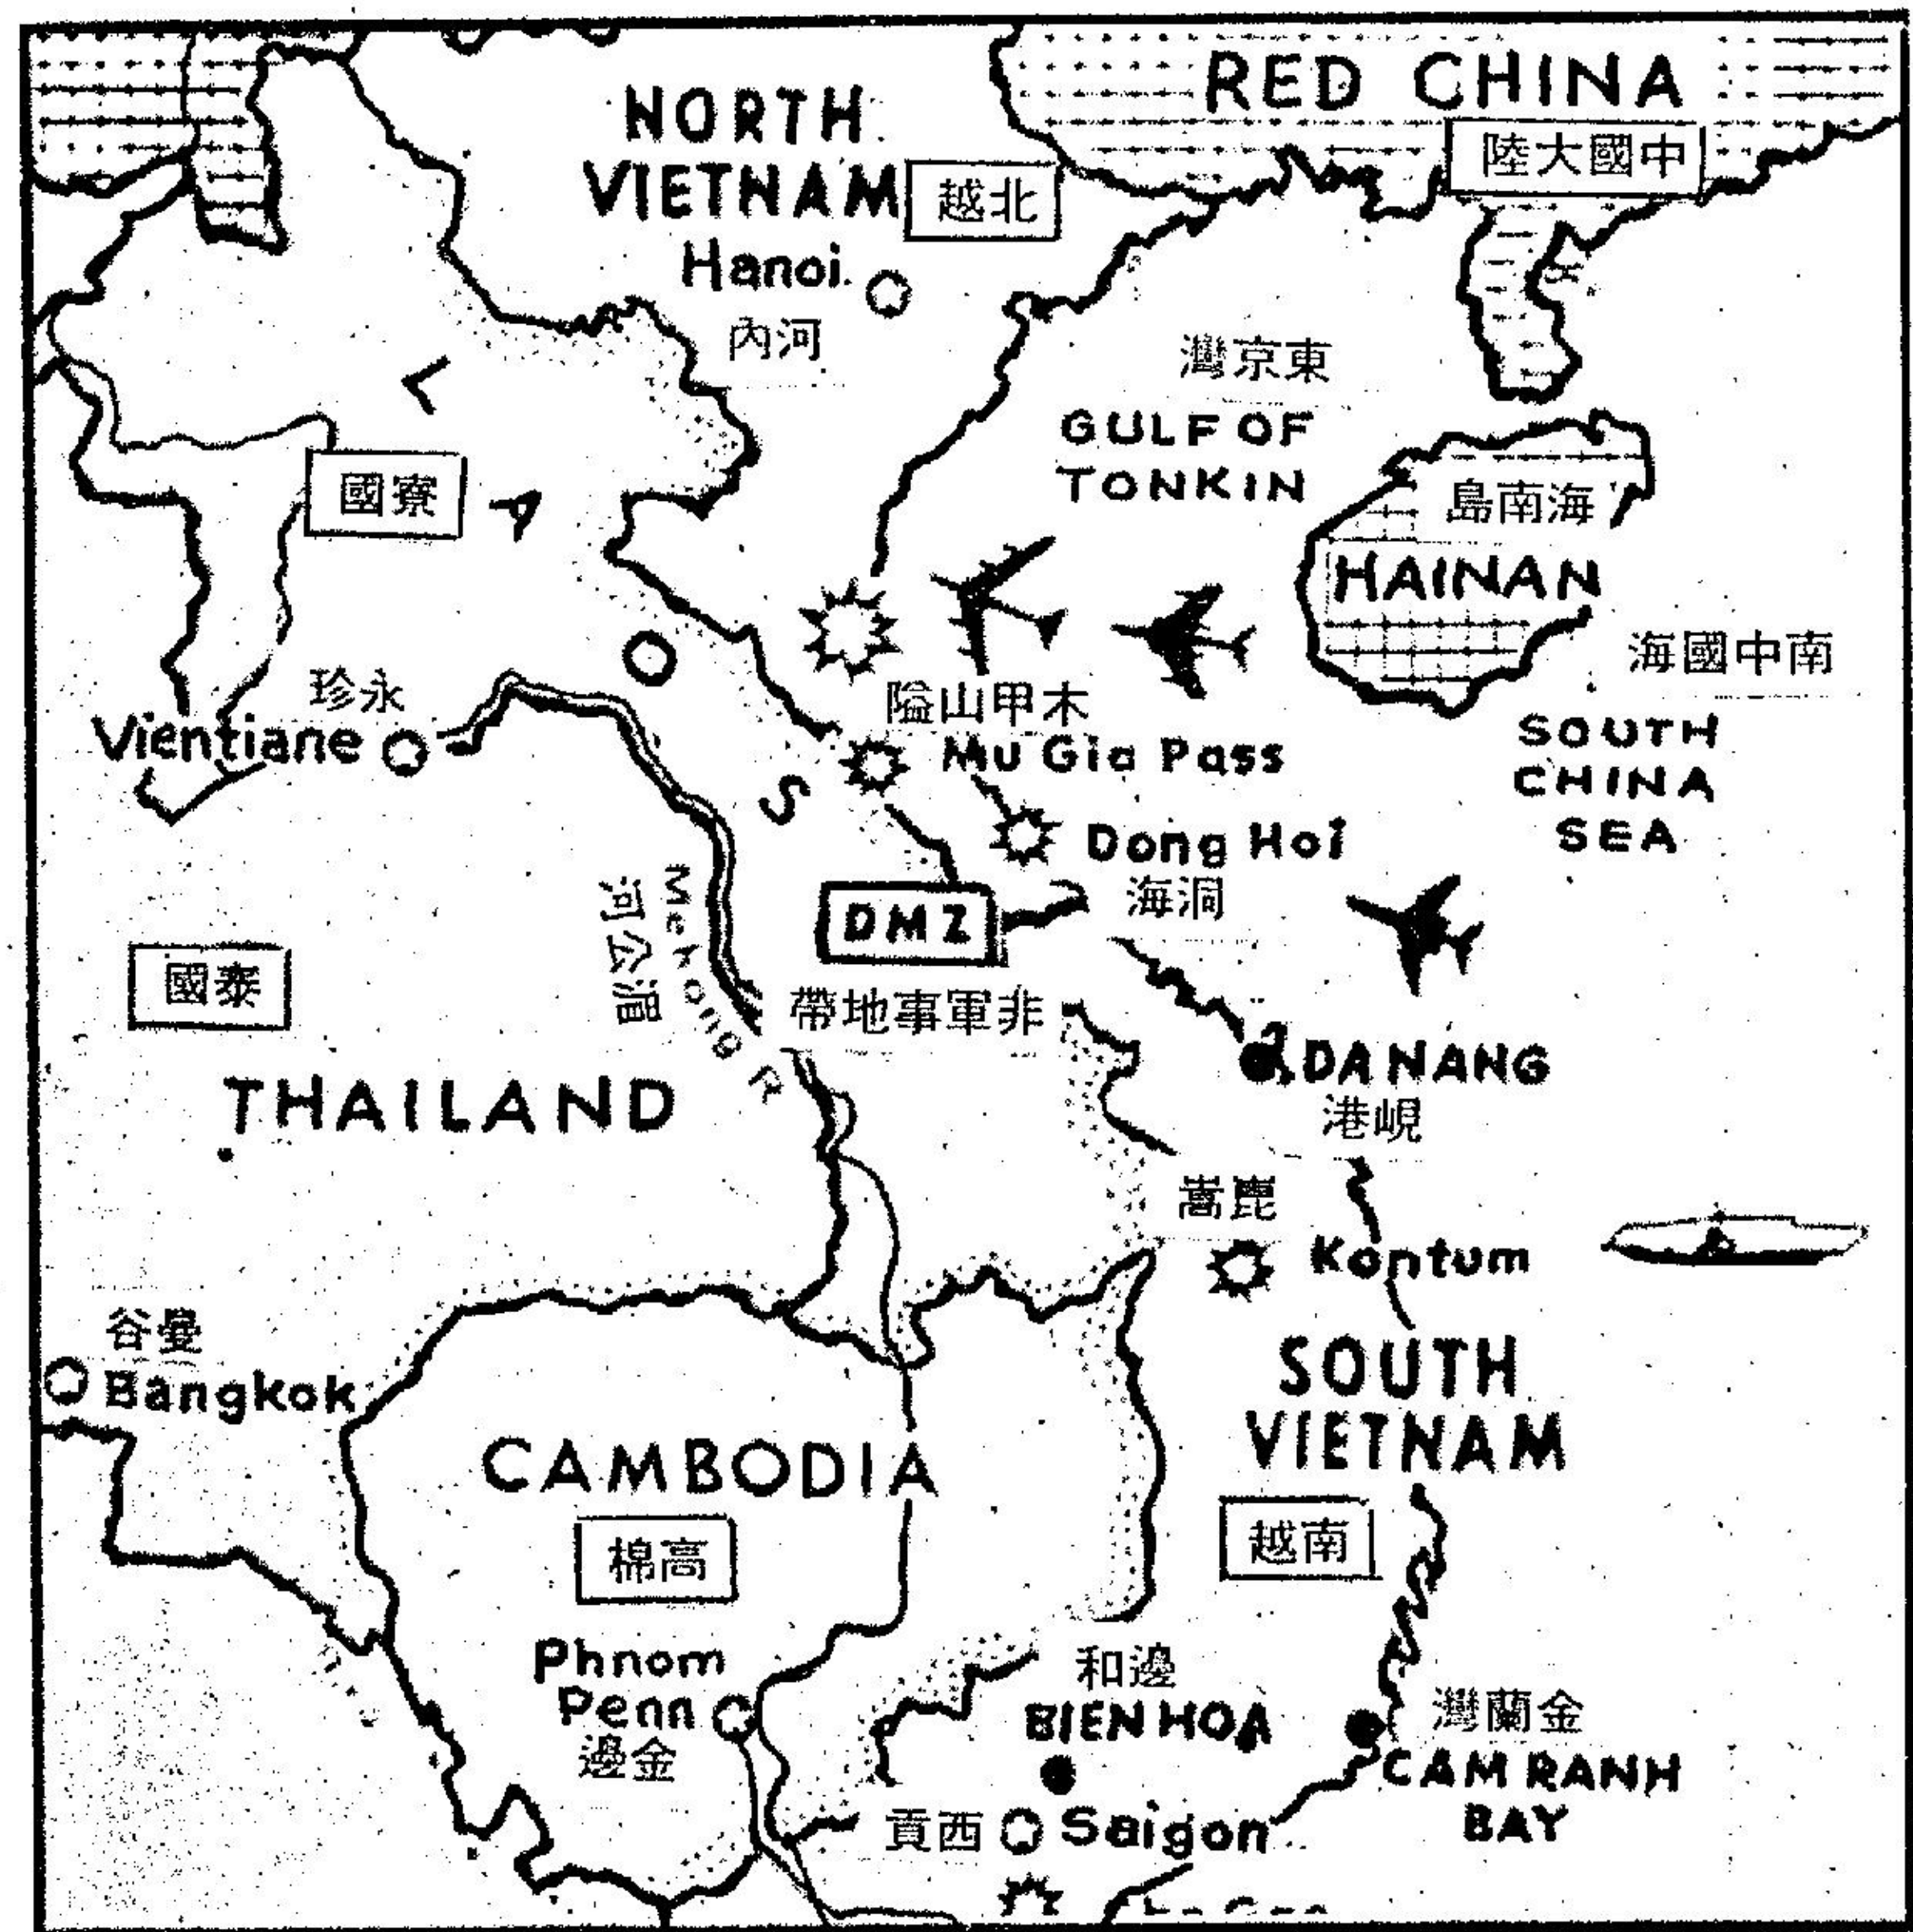 RED CHINA
中國大陸
NORTH
VIETNAM
北越
Hanoi
河內
東京灣
GULF OF
TONKIN
L A O S
寮國
海南島
HAINAN
南中國海
SOUTH
CHINA
SEA
永珍
Vientiane
木甲山隘
Mu Gia Pass
Dong Hoi
洞海
DMZ
非軍事地帶
Mekong R
湄公河
泰國
THAILAND
DA NANG
峴港
崑嵩
Kontum
曼谷
Bangkok
SOUTH
VIETNAM
南越
CAMBODIA
高棉
Phnom
Penn
金邊
邊和
BIEN HOA
金蘭灣
CAM RANH
BAY
西貢
Saigon